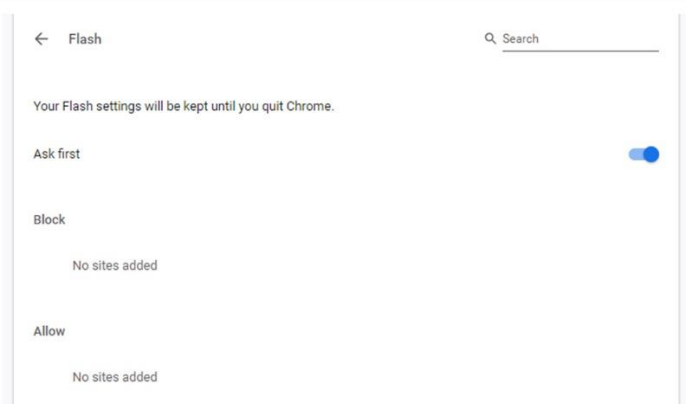 Flash
Search
Your Flash settings will be kept until you quit Chrome.
Ask first
Block
No sites added
Allow
No sites added